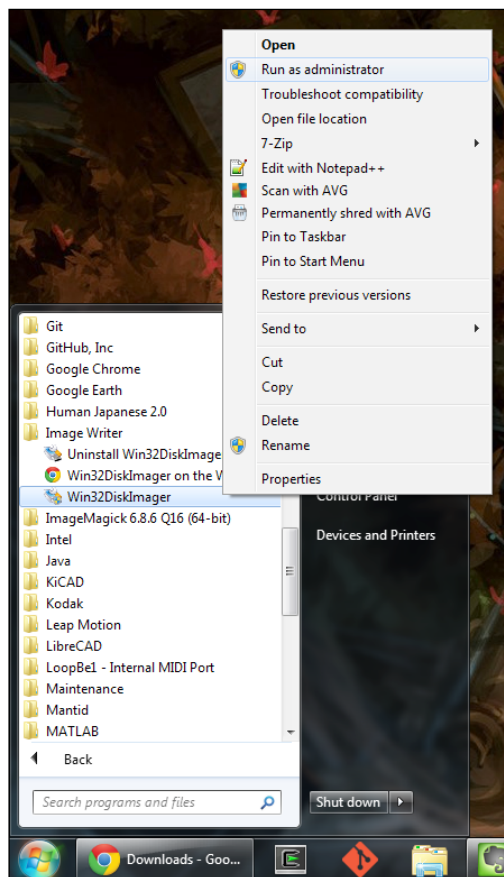 Open
Run as administrator
Troubleshoot compatibility
Open file location
7-Zip
Edit with Notepad++
Scan with AVG
Permanently shred with AVG
Pin to Taskbar
Pin to Start Menu
Restore previous versions
Send to
Cut
Copy
Delete
Rename
Properties
Git
GitHub, Inc
Google Chrome
Google Earth
Human Japanese 2.0
Image Writer
Uninstall Win32DiskImage
Win32DiskImager on the W
Win32DiskImager
ImageMagick 6.8.6 Q16 (64-bit)
Intel
Java
KiCAD
Kodak
Leap Motion
LibreCAD
LoopBe1 - Internal MIDI Port
Maintenance
Mantid
MATLAB
Back
Search programs and files
Control Panel
Devices and Printers
Shut down
Downloads - Goo...